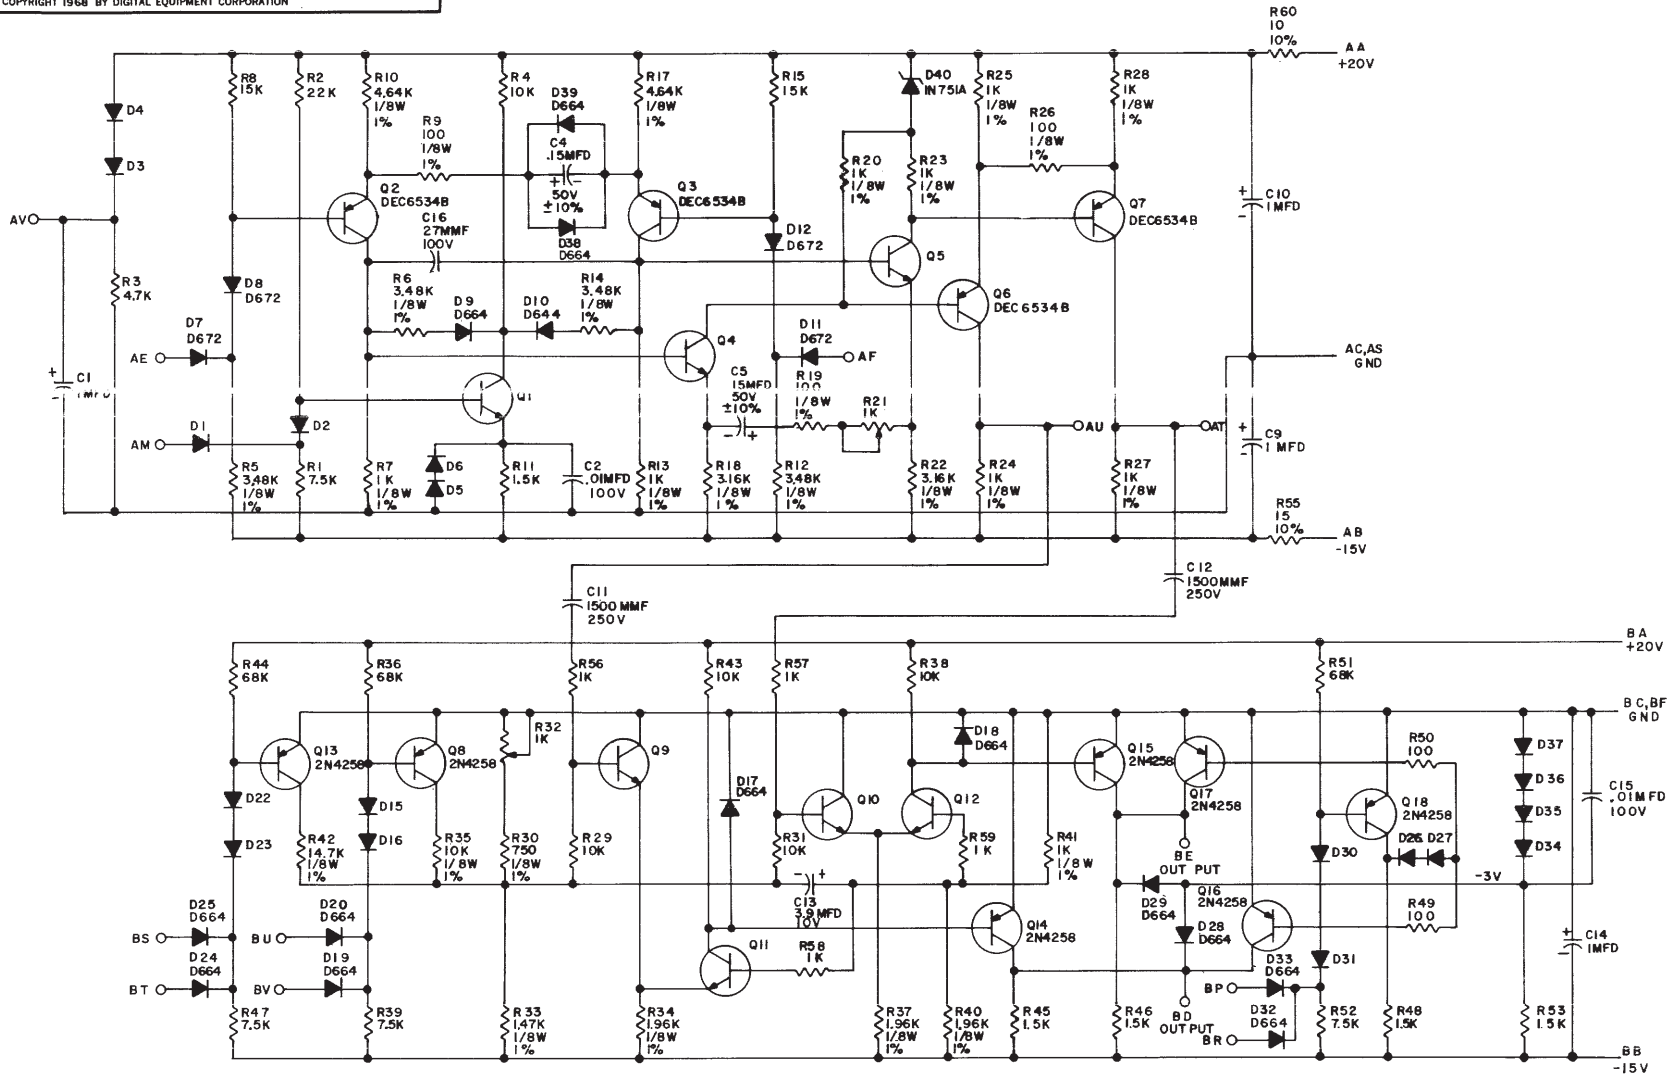 COPYRIGHT 1968 BY DIGITAL EQUIPMENT CORPORATION
R60
10
10%
AA
+20V
R8
15K
R2
22K
R10
4.64K
1/8W
1%
R4
10K
D39
D664
R17
4.64K
1/8W
1%
R15
15K
D40
IN751A
R25
1K
1/8W
1%
R28
1K
1/8W
1%
D4
D3
R9
100
1/8W
1%
C4
.15MFD
+ -
50V
±10%
D38
D664
R26
100
1/8W
1%
R20
1K
1/8W
1%
R23
1K
1/8W
1%
Q2
DEC6534B
Q3
DEC6534B
Q7
DEC6534B
C10
1MFD
+
-
AV
C16
27MMF
100V
D12
D672
Q5
R3
4.7K
D8
D672
R6
3.48K
1/8W
1%
D9
D664
D10
D644
R14
3.48K
1/8W
1%
Q6
DEC6534B
D7
D672
AE
Q4
D11
D672
AF
AC,AS
GND
C1
1MFD
+
-
Q1
C5
.15MFD
50V
±10%
- +
R19
100
1/8W
1%
R21
1K
AU
AT
C9
1 MFD
+
-
AM
D1
D2
R5
3.48K
1/8W
1%
R1
7.5K
R7
1K
1/8W
1%
D6
D5
R11
1.5K
C2
.01MFD
100V
R13
1K
1/8W
1%
R18
3.16K
1/8W
1%
R12
3.48K
1/8W
1%
R22
3.16K
1/8W
1%
R24
1K
1/8W
1%
R27
1K
1/8W
1%
R55
15
10%
AB
-15V
C11
1500MMF
250V
C12
1500MMF
250V
BA
+20V
R44
68K
R36
68K
R56
1K
R43
10K
R57
1K
R38
10K
R51
68K
BC,BF
GND
Q13
2N4258
Q8
2N4258
R32
1K
Q9
D18
D664
Q15
2N4258
Q17
2N4258
R50
100
D37
D36
D35
D34
C15
.01MFD
100V
D22
D23
D15
D16
D17
D664
Q10
Q12
Q18
2N4258
R42
14.7K
1/8W
1%
R35
10K
1/8W
1%
R30
750
1/8W
1%
R29
10K
R31
10K
R59
1K
R41
1K
1/8W
1%
BE
OUT PUT
D30
D26
D27
-3V
- +
C13
3.9MFD
10V
D29
D664
Q16
2N4258
D25
D664
BS
D20
D664
BU
Q14
2N4258
D28
D664
R49
100
C14
1MFD
+
-
D24
D664
BT
D19
D664
BV
Q11
R58
1K
D33
D664
BP
D31
R47
7.5K
R39
7.5K
R33
1.47K
1/8W
1%
R34
1.96K
1/8W
1%
R37
1.96K
1/8W
1%
R40
1.96K
1/8W
1%
R45
1.5K
R46
1.5K
BD
OUT PUT
D32
D664
BR
R52
7.5K
R48
1.5K
R53
1.5K
BB
-15V